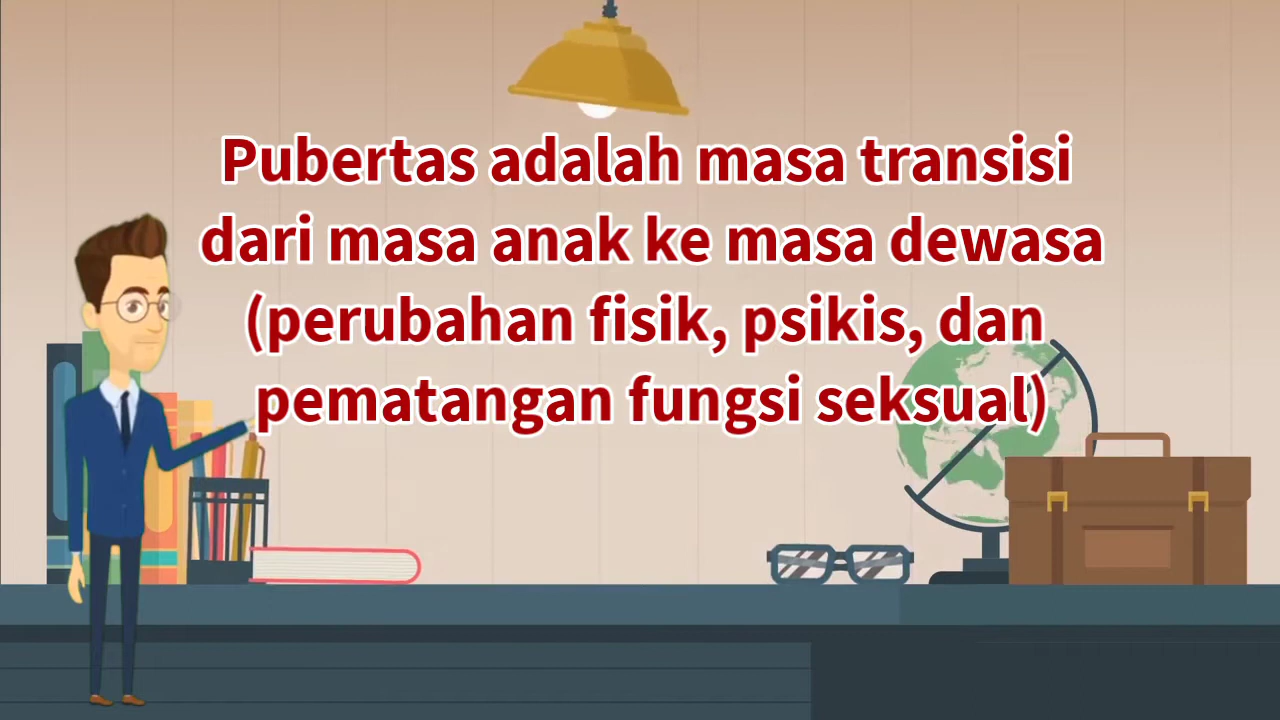 Pubertas adalah masa transisi
dari masa anak ke masa dewasa
(perubahan fisik, psikis, dan
pematangan fungsi seksual)